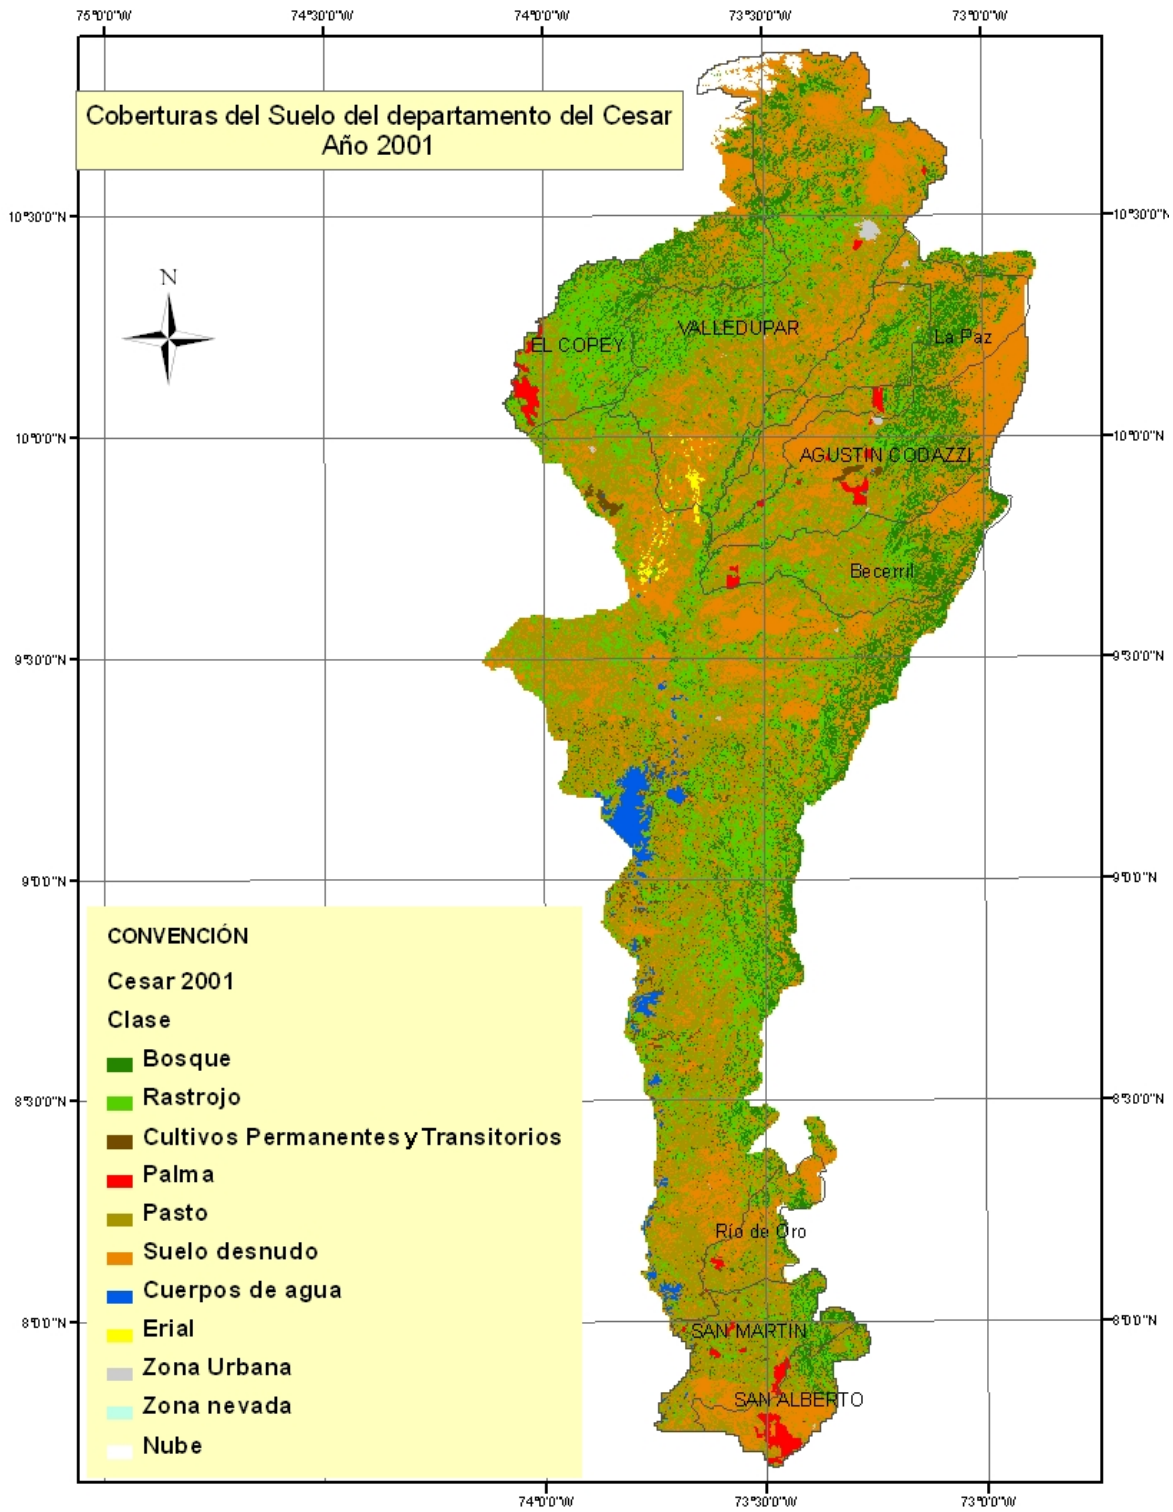 75°0'0"W 74°30'0"W 74°0'0"W 73°30'0"W 73°0'0"W
Coberturas del Suelo del departamento del Cesar
Año 2001
10°30'0"N 10°30'0"N
N
VALLEDUPAR
EL COPEY
La Paz
10°0'0"N 10°0'0"N
AGUSTIN CODAZZI
Becerril
9°30'0"N 9°30'0"N
9°0'0"N 9°0'0"N
CONVENCIÓN
Cesar 2001
Clase
Bosque
Rastrojo
Cultivos Permanentes y Transitorios
Palma
Pasto
Suelo desnudo
Cuerpos de agua
Erial
Zona Urbana
Zona nevada
Nube
8°30'0"N 8°30'0"N
Río de Oro
8°0'0"N 8°0'0"N
SAN MARTIN
SAN ALBERTO
74°0'0"W 73°30'0"W 73°0'0"W